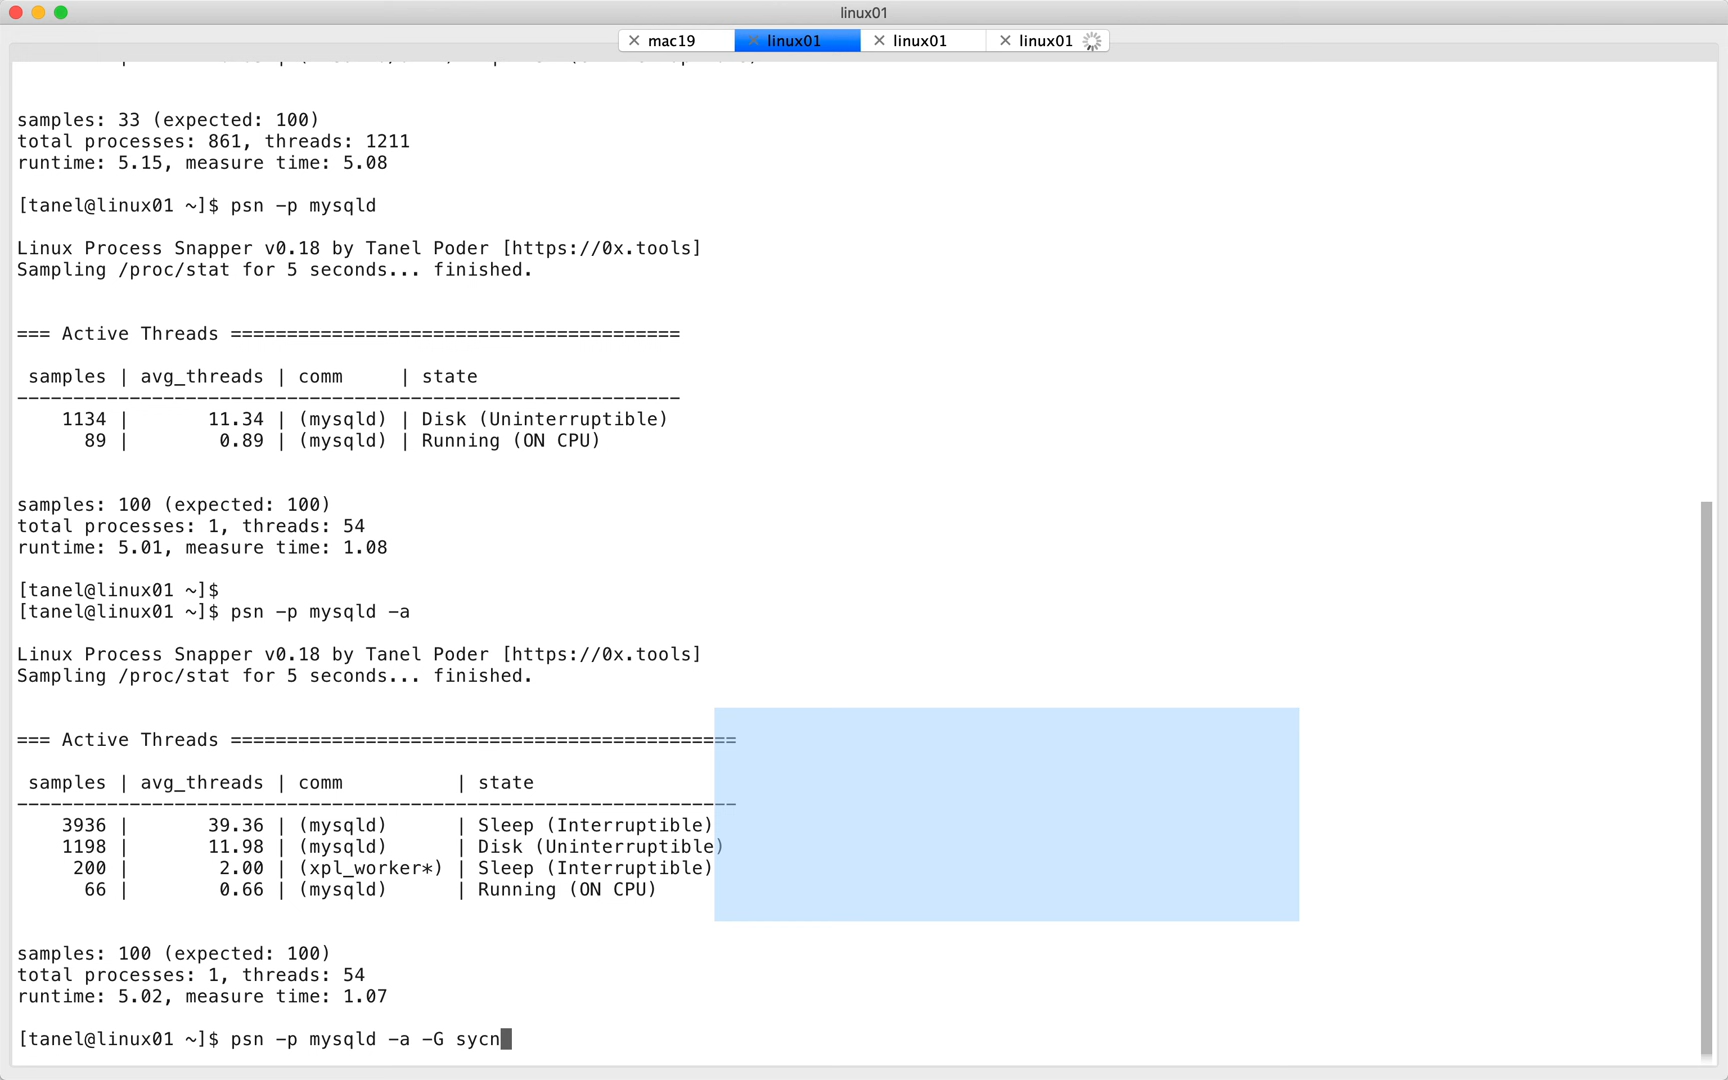 linux01
mac19
linux01
linux01
linux01
samples: 33 (expected: 100)
total processes: 861, threads: 1211
runtime: 5.15, measure time: 5.08
[tanel@linux01 ~]$ psn -p mysqld
Linux Process Snapper v0.18 by Tanel Poder [https://0x.tools]
Sampling /proc/stat for 5 seconds... finished.
=== Active Threads ========================================
samples | avg_threads | comm     | state
-----------------------------------------------------------
1134 |       11.34 | (mysqld) | Disk (Uninterruptible)
89 |        0.89 | (mysqld) | Running (ON CPU)
samples: 100 (expected: 100)
total processes: 1, threads: 54
runtime: 5.01, measure time: 1.08
[tanel@linux01 ~]$
[tanel@linux01 ~]$ psn -p mysqld -a
Linux Process Snapper v0.18 by Tanel Poder [https://0x.tools]
Sampling /proc/stat for 5 seconds... finished.
=== Active Threads =============================================
samples | avg_threads | comm          | state
----------------------------------------------------------------
3936 |       39.36 | (mysqld)      | Sleep (Interruptible)
1198 |       11.98 | (mysqld)      | Disk (Uninterruptible)
200 |        2.00 | (xpl_worker*) | Sleep (Interruptible)
66 |        0.66 | (mysqld)      | Running (ON CPU)
samples: 100 (expected: 100)
total processes: 1, threads: 54
runtime: 5.02, measure time: 1.07
[tanel@linux01 ~]$ psn -p mysqld -a -G sycn